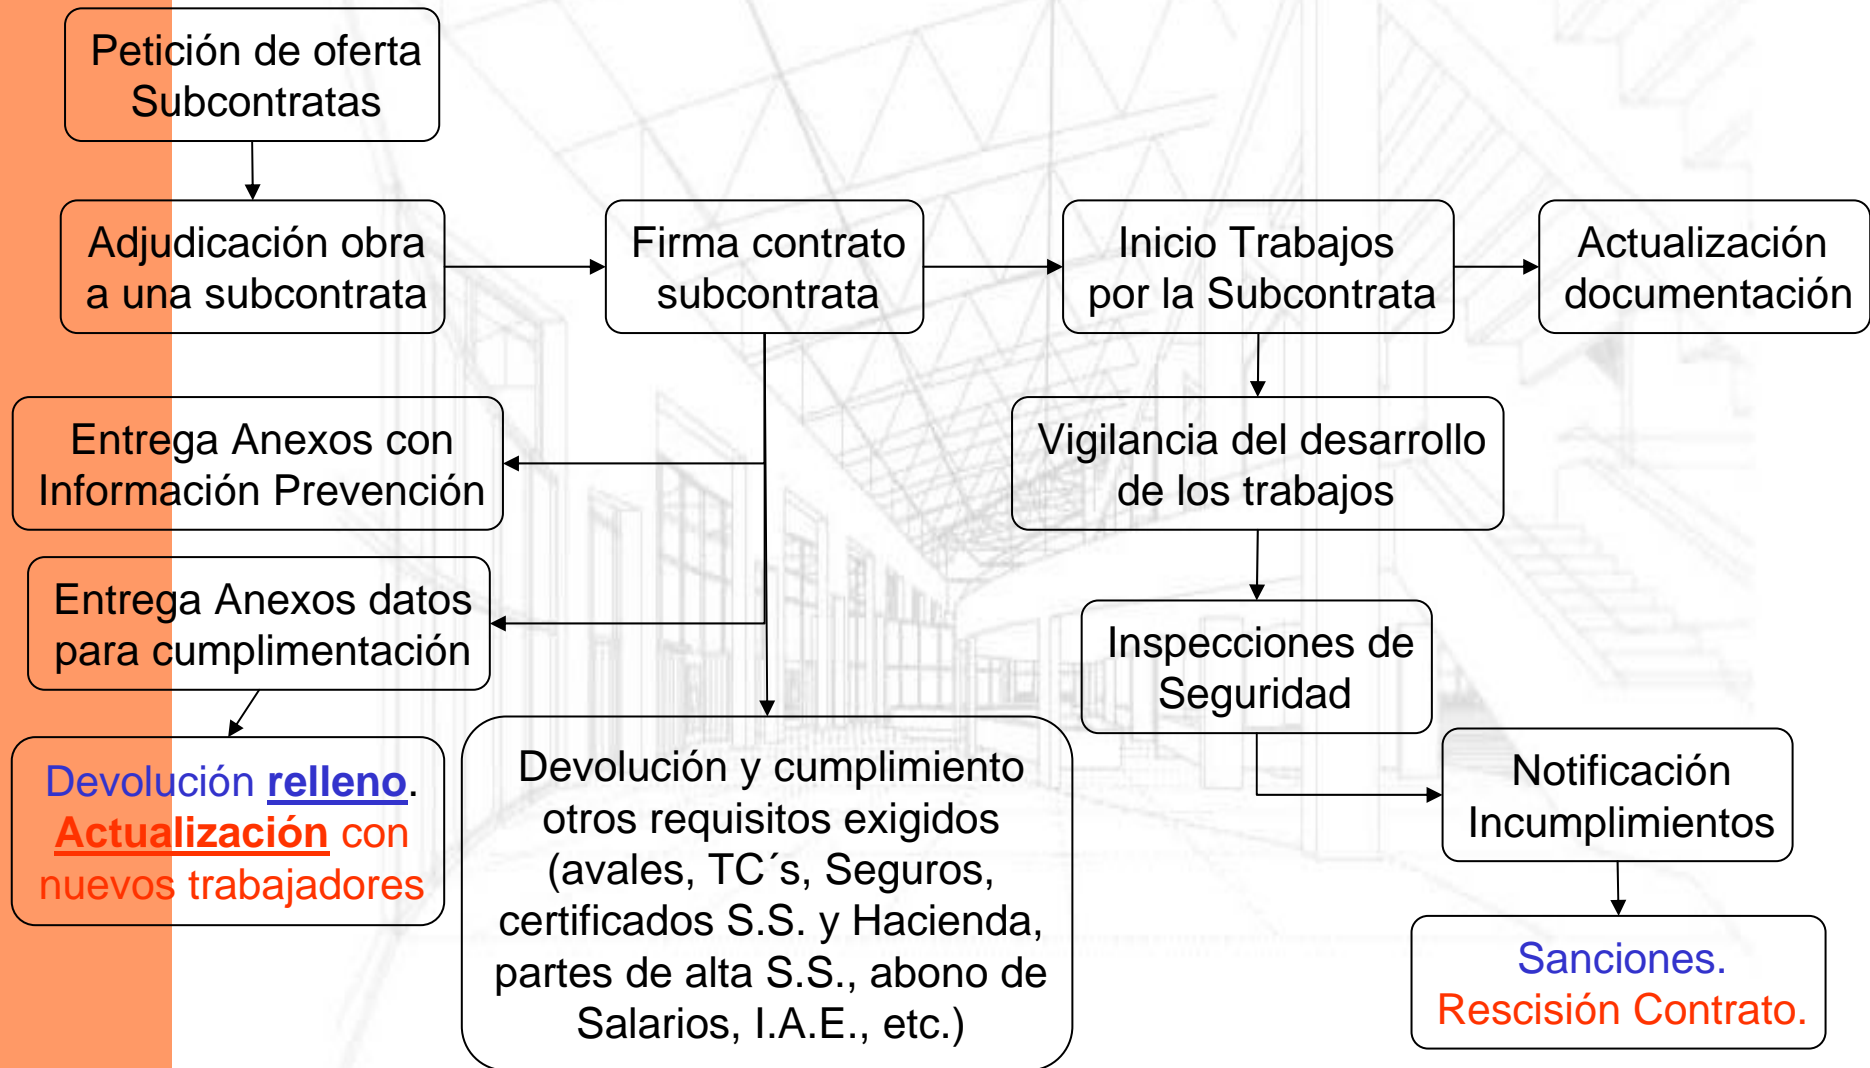 Petición de oferta
Subcontratas
Adjudicación obra
a una subcontrata
Firma contrato
subcontrata
Inicio Trabajos
por la Subcontrata
Actualización
documentación
Entrega Anexos con
Información Prevención
Vigilancia del desarrollo
de los trabajos
Entrega Anexos datos
para cumplimentación
Inspecciones de
Seguridad
Devolución relleno.
Actualización con
nuevos trabajadores
Devolución y cumplimiento
otros requisitos exigidos
(avales, TC´s, Seguros,
certificados S.S. y Hacienda,
partes de alta S.S., abono de
Salarios, I.A.E., etc.)
Notificación
Incumplimientos
Sanciones.
Rescisión Contrato.